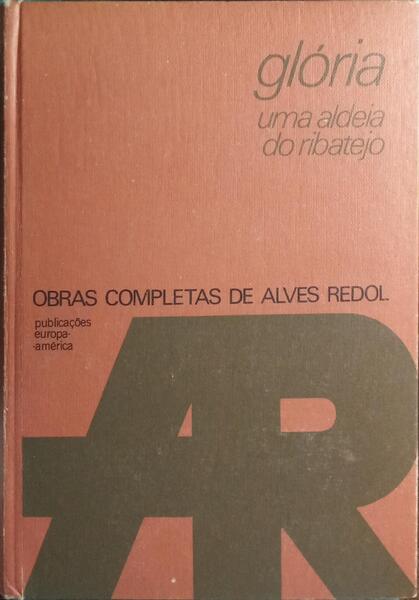 glória
uma aldeia
do ribatejo
OBRAS COMPLETAS DE ALVES REDOL
publicações
europa-
-américa
AR